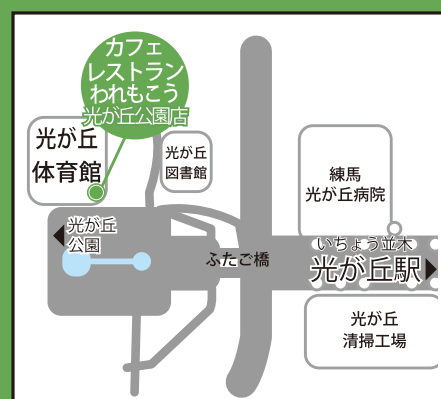 カフェ
レストラン
われもこう
光が丘公園店
光が丘
体育館
光が丘
図書館
練馬
光が丘病院
光が丘
公園
ふたご橋
いちょう並木
光が丘駅
光が丘
清掃工場